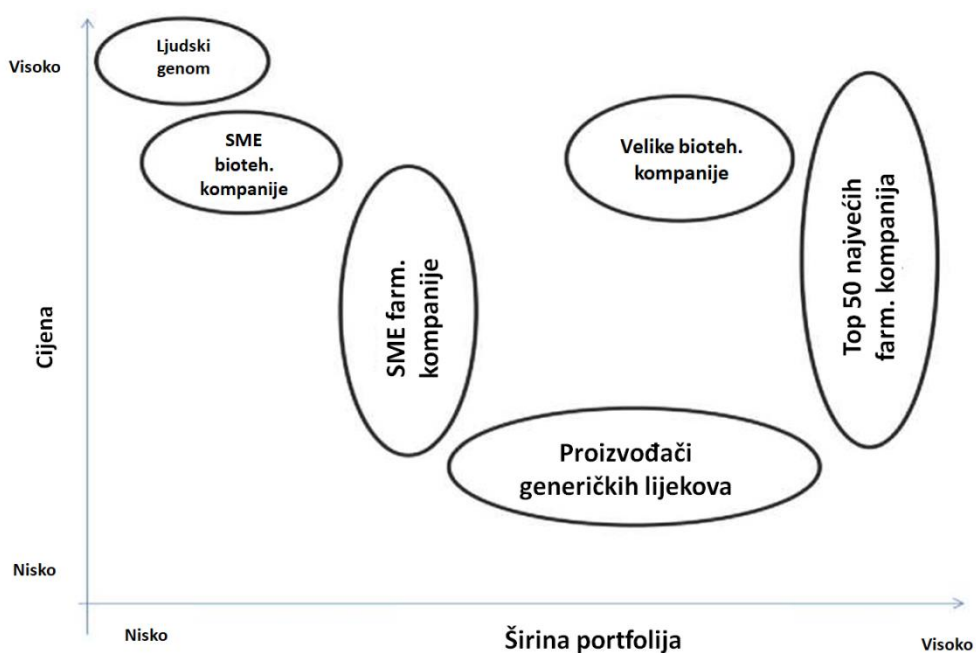 Visoko
Ljudski
genom
SME
bioteh.
kompanije
Velike bioteh.
kompanije
SME farm.
kompanije
Top 50 najvećih
farm. kompanija
Cijena
Proizvođači
generičkih lijekova
Nisko
Nisko
Širina portfolija
Visoko